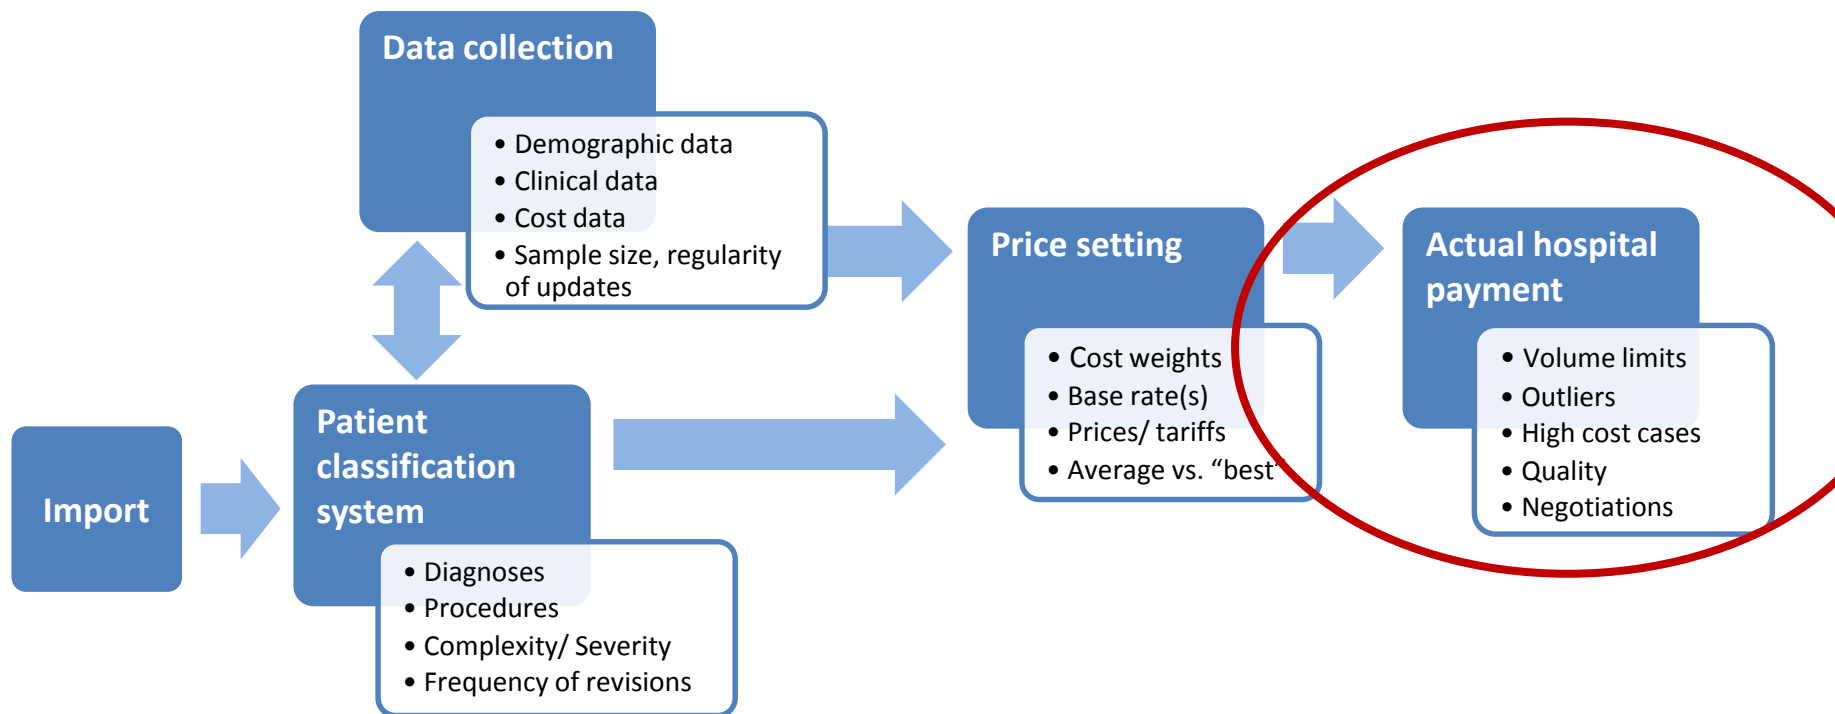 Data collection
• Demographic data
• Clinical data
• Cost data
• Sample size, regularity
of updates
Import
Patient
classification
system
• Diagnoses
• Procedures
• Complexity/ Severity
• Frequency of revisions
Price setting
• Cost weights
• Base rate(s)
• Prices/ tariffs
• Average vs. “best”
Actual hospital
payment
• Volume limits
• Outliers
• High cost cases
• Quality
• Negotiations